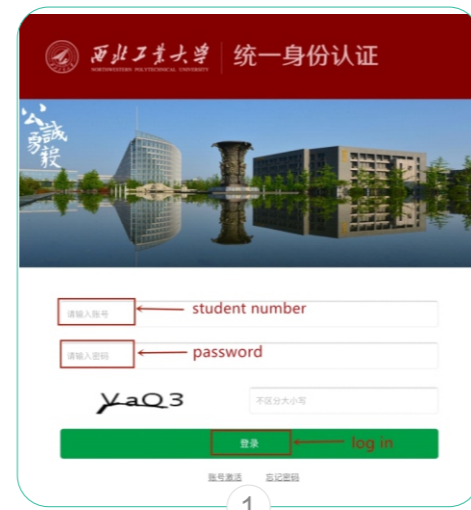 西北工业大学 统一身份认证
NORTHWESTERN POLYTECHNICAL UNIVERSITY
公誠
勇毅
请输入账号 student number
请输入密码 password
YaQ3 不区分大小写
登录 log in
账号激活 忘记密码
1